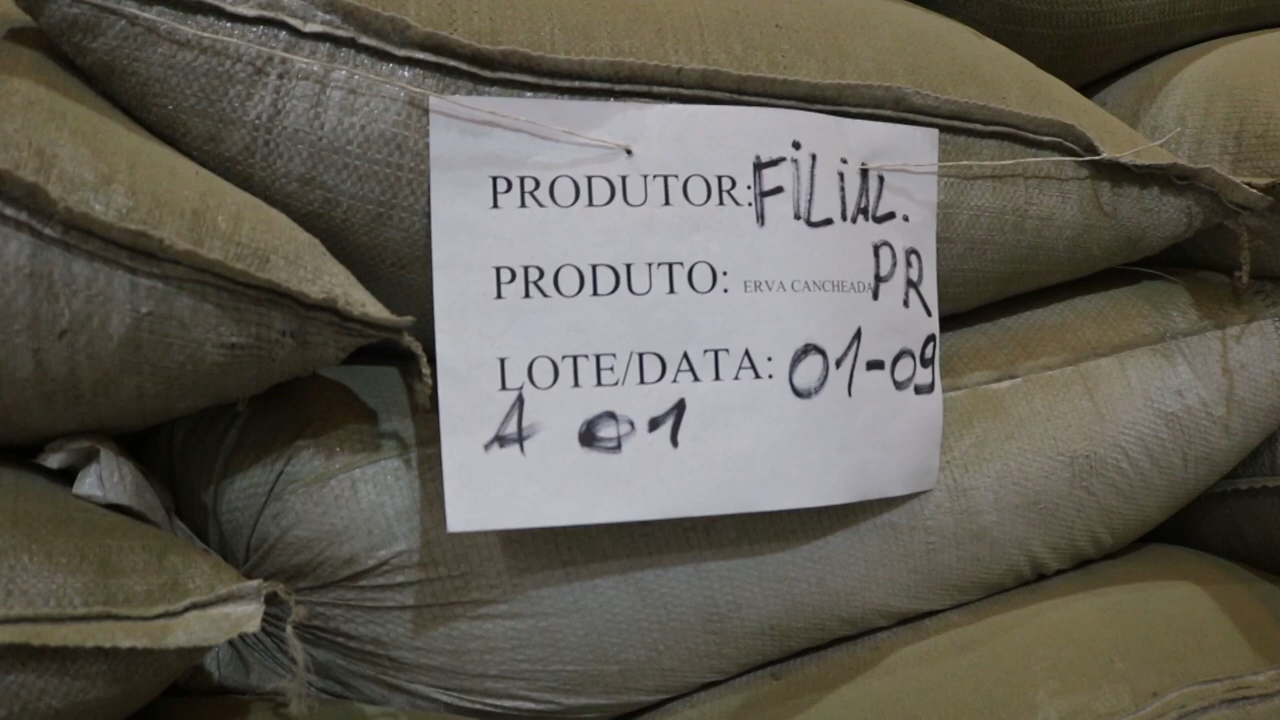 PRODUTOR: FILIAL.
PRODUTO: ERVA CANCHEADA PR
LOTE/DATA: 01-09
A 01